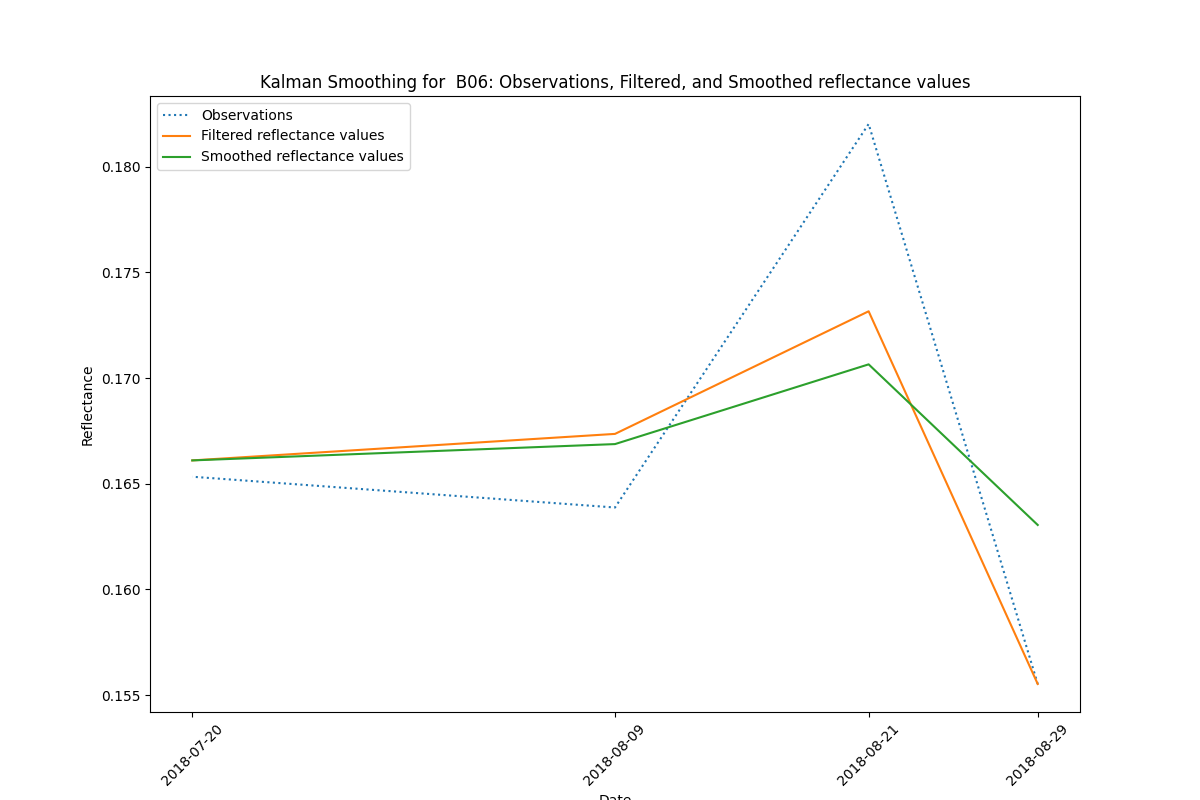 Kalman Smoothing for  B06: Observations, Filtered, and Smoothed reflectance values
Observations
Filtered reflectance values
Smoothed reflectance values
0.180
0.175
0.170
0.165
0.160
0.155
Reflectance
2018-07-20
2018-08-09
2018-08-21
2018-08-29
Date